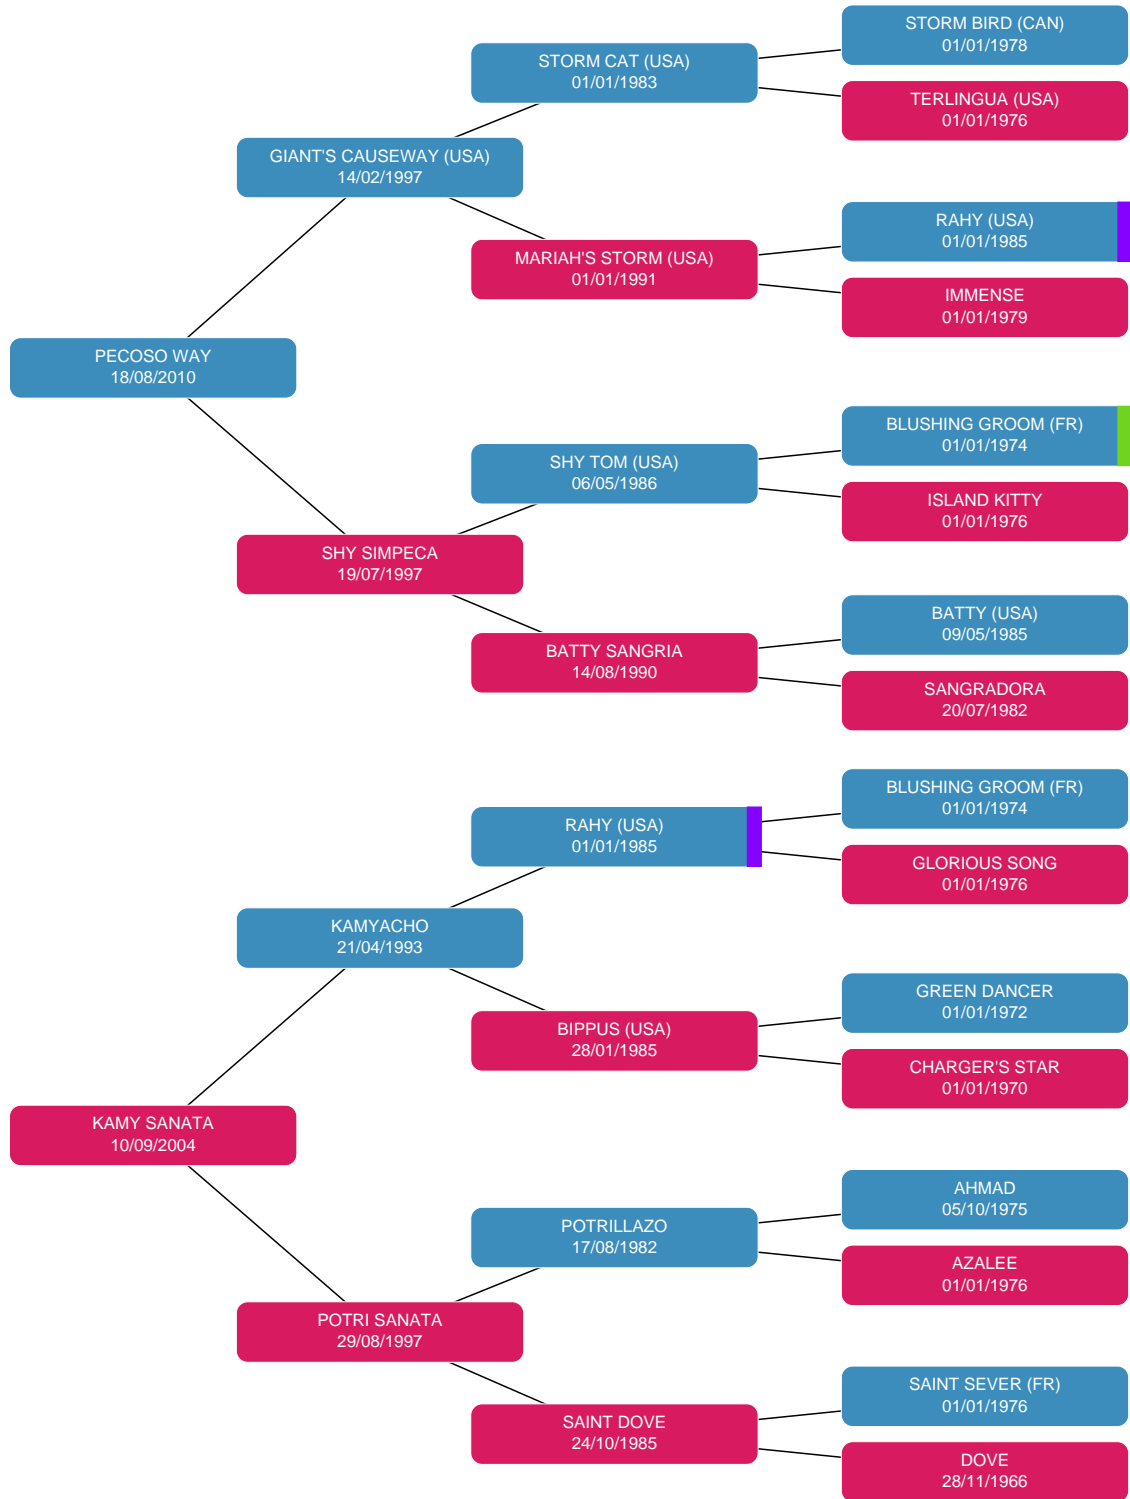 STORM BIRD (CAN)
01/01/1978
STORM CAT (USA)
01/01/1983
TERLINGUA (USA)
01/01/1976
GIANT'S CAUSEWAY (USA)
14/02/1997
RAHY (USA)
01/01/1985
MARIAH'S STORM (USA)
01/01/1991
IMMENSE
01/01/1979
PECOSO WAY
18/08/2010
BLUSHING GROOM (FR)
01/01/1974
SHY TOM (USA)
06/05/1986
ISLAND KITTY
01/01/1976
SHY SIMPECA
19/07/1997
BATTY (USA)
09/05/1985
BATTY SANGRIA
14/08/1990
SANGRADORA
20/07/1982
BLUSHING GROOM (FR)
01/01/1974
RAHY (USA)
01/01/1985
GLORIOUS SONG
01/01/1976
KAMYACHO
21/04/1993
GREEN DANCER
01/01/1972
BIPPUS (USA)
28/01/1985
CHARGER'S STAR
01/01/1970
KAMY SANATA
10/09/2004
AHMAD
05/10/1975
POTRILLAZO
17/08/1982
AZALEE
01/01/1976
POTRI SANATA
29/08/1997
SAINT SEVER (FR)
01/01/1976
SAINT DOVE
24/10/1985
DOVE
28/11/1966